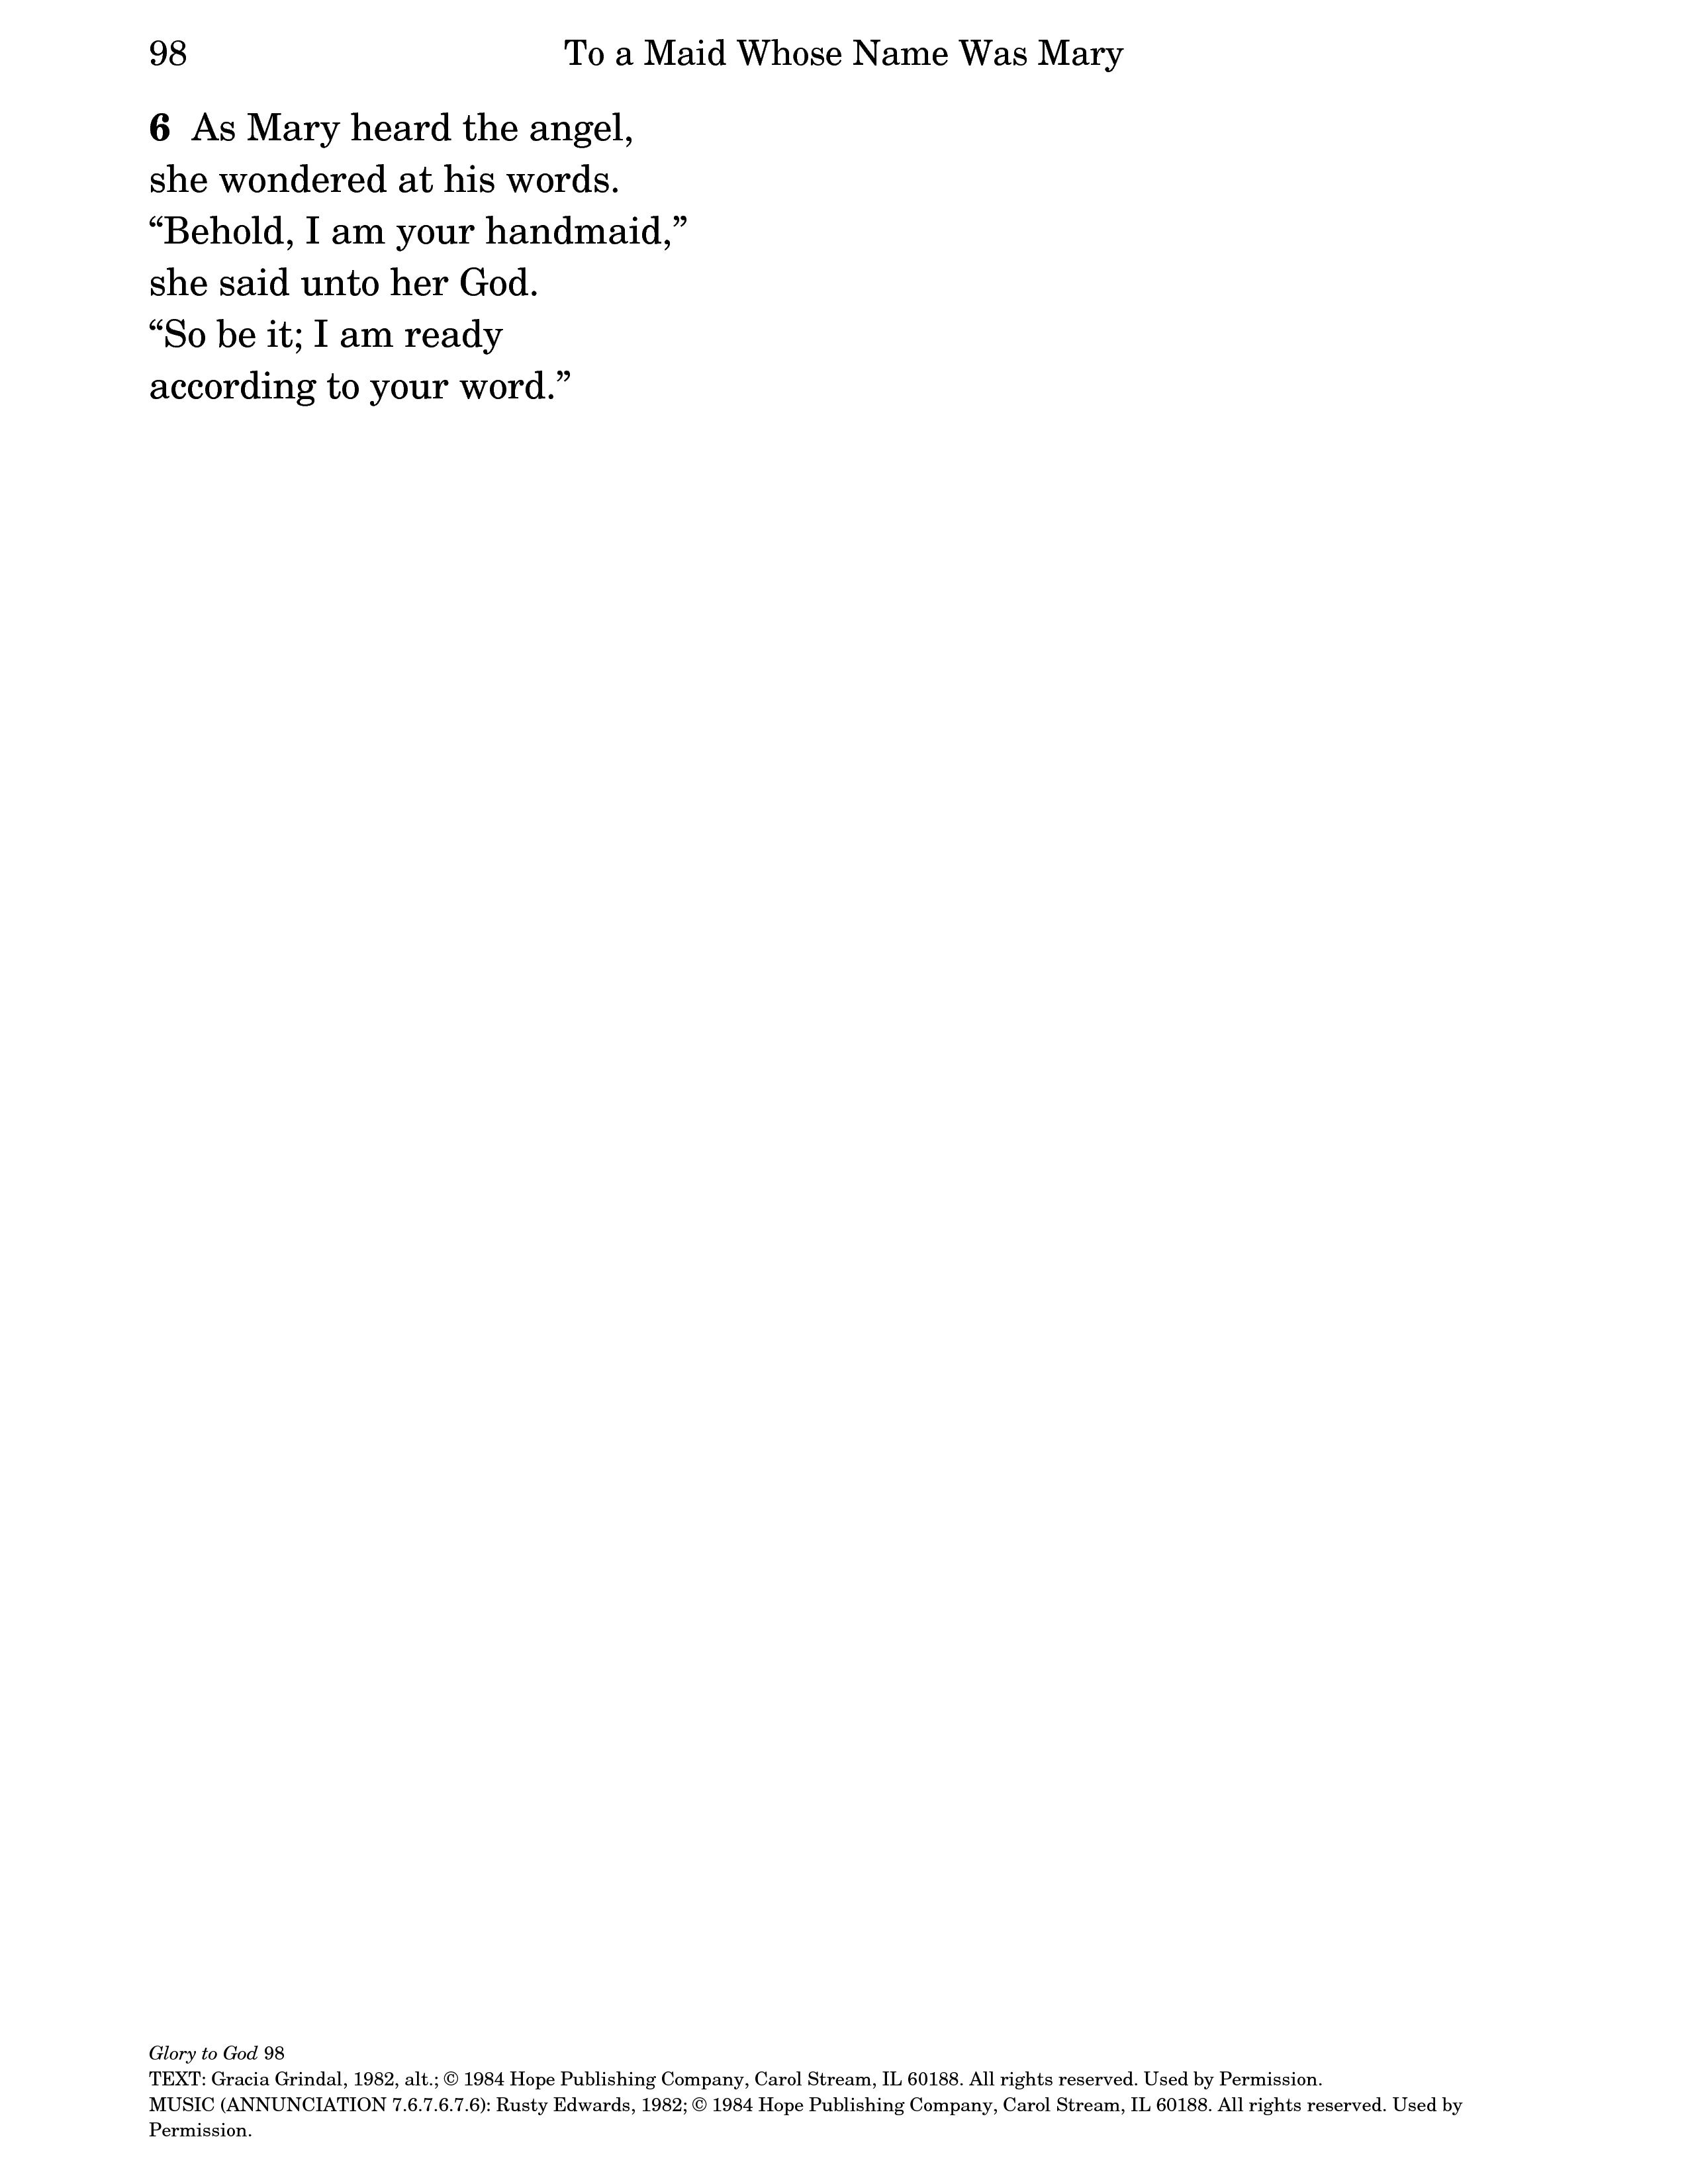 98 To a Maid Whose Name Was Mary
6 As Mary heard the angel,
she wondered at his words.
“Behold, I am your handmaid,”
she said unto her God.
“So be it; I am ready
according to your word.”
Glory to God 98
TEXT: Gracia Grindal, 1982, alt.; © 1984 Hope Publishing Company, Carol Stream, IL 60188. All rights reserved. Used by Permission.
MUSIC (ANNUNCIATION 7.6.7.6.7.6): Rusty Edwards, 1982; © 1984 Hope Publishing Company, Carol Stream, IL 60188. All rights reserved. Used by
Permission.